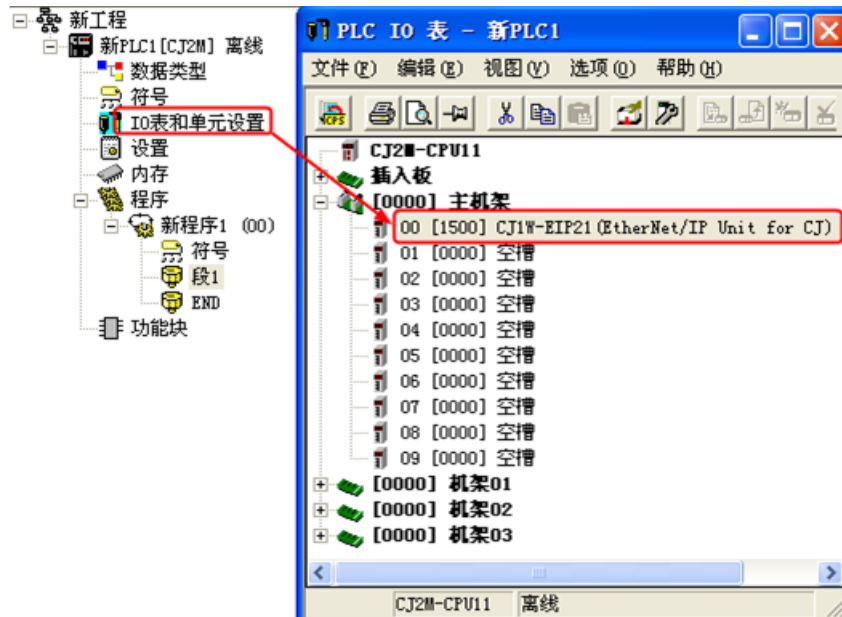 新工程
新PLC1[CJ2M] 离线
数据类型
符号
IO表和单元设置
设置
内存
程序
新程序1 (00)
符号
段1
END
功能块
PLC IO 表 - 新PLC1
文件(F) 编辑(E) 视图(V) 选项(O) 帮助(H)
CJ2M-CPU11
插入板
[0000] 主机架
00 [1500] CJ1W-EIP21(EtherNet/IP Unit for CJ)
01 [0000] 空槽
02 [0000] 空槽
03 [0000] 空槽
04 [0000] 空槽
05 [0000] 空槽
06 [0000] 空槽
07 [0000] 空槽
08 [0000] 空槽
09 [0000] 空槽
[0000] 机架01
[0000] 机架02
[0000] 机架03
CJ2M-CPU11 离线